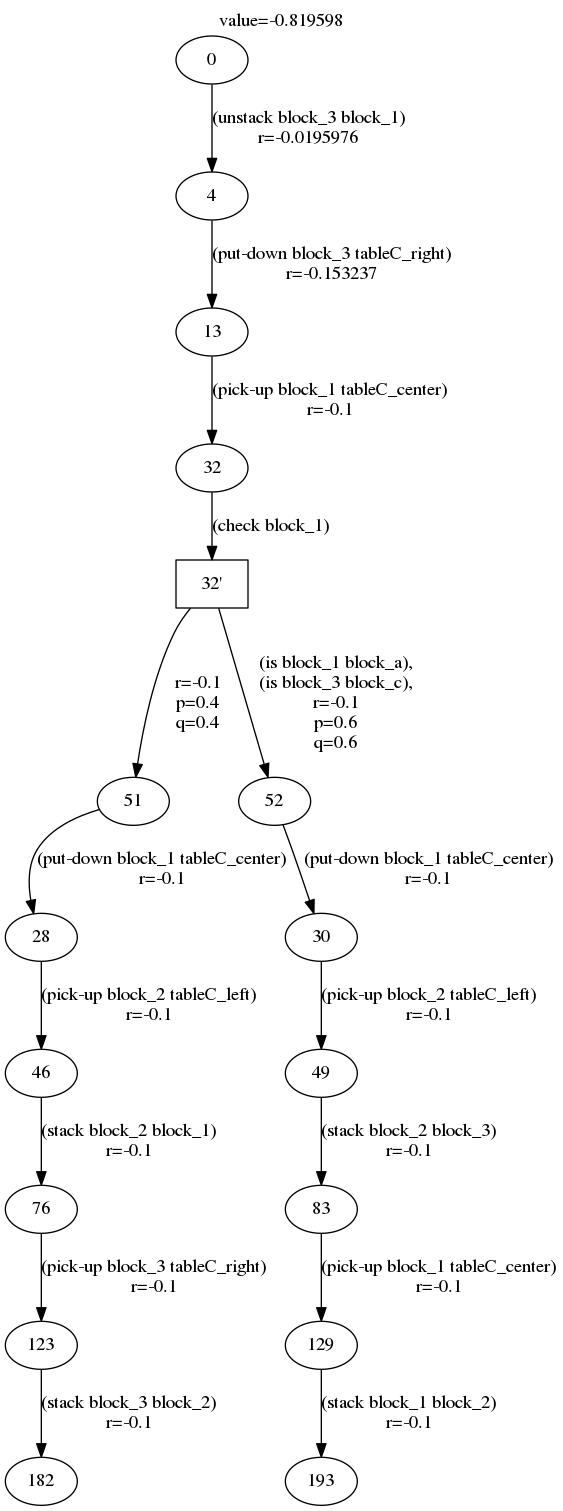 value=-0.819598
0
(unstack block_3 block_1)
r=-0.0195976
4
(put-down block_3 tableC_right)
r=-0.153237
13
(pick-up block_1 tableC_center)
r=-0.1
32
(check block_1)
32'
r=-0.1
p=0.4
q=0.4
(is block_1 block_a),
(is block_3 block_c),
r=-0.1
p=0.6
q=0.6
51
52
(put-down block_1 tableC_center)
r=-0.1
(put-down block_1 tableC_center)
r=-0.1
28
30
(pick-up block_2 tableC_left)
r=-0.1
(pick-up block_2 tableC_left)
r=-0.1
46
49
(stack block_2 block_1)
r=-0.1
(stack block_2 block_3)
r=-0.1
76
83
(pick-up block_3 tableC_right)
r=-0.1
(pick-up block_1 tableC_center)
r=-0.1
123
129
(stack block_3 block_2)
r=-0.1
(stack block_1 block_2)
r=-0.1
182
193